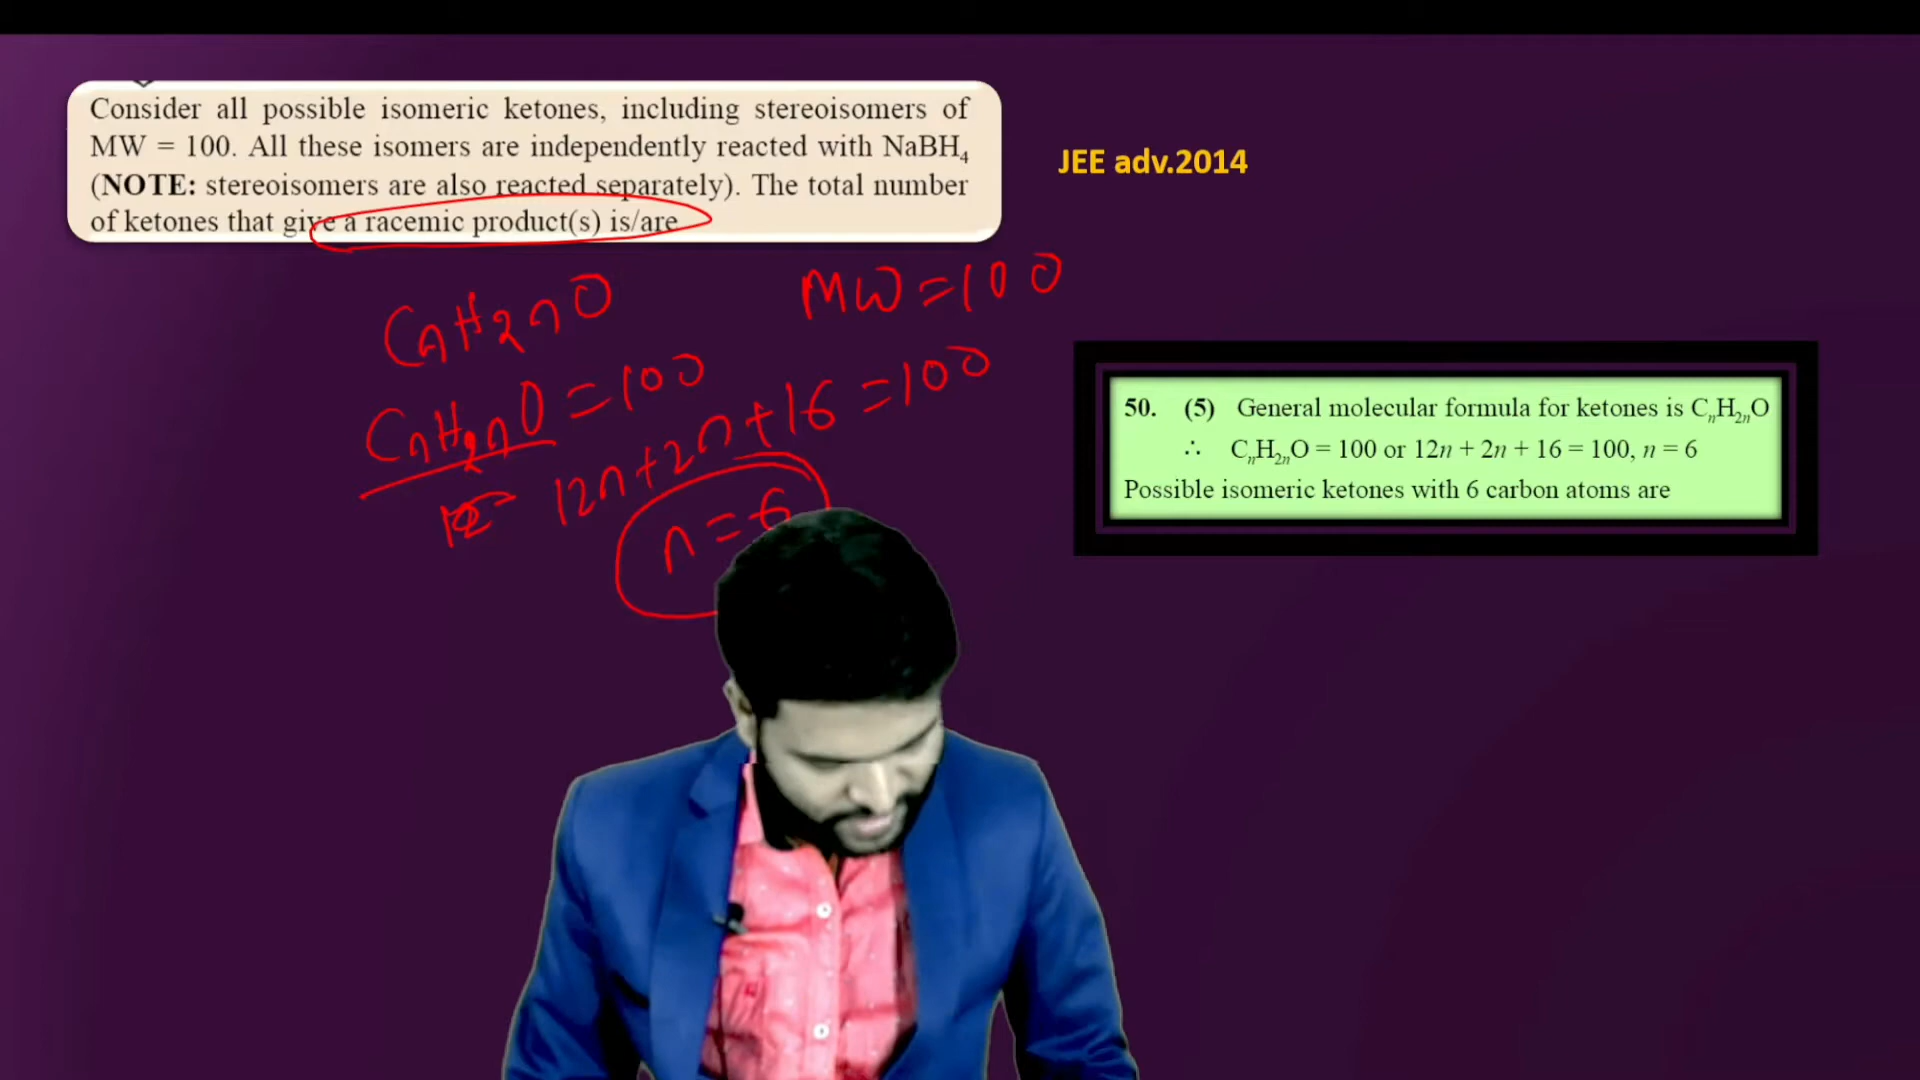 Consider all possible isomeric ketones, including stereoisomers of
MW = 100. All these isomers are independently reacted with NaBH₄
(NOTE: stereoisomers are also reacted separately). The total number
of ketones that give a racemic product(s) is/are
JEE adv.2014
CnH2nO
MW=100
CnH2nO=100
12n+2n+16=100
n=6
50. (5) General molecular formula for ketones is CₙH₂ₙO
∴ CₙH₂ₙO = 100 or 12n + 2n + 16 = 100, n = 6
Possible isomeric ketones with 6 carbon atoms are